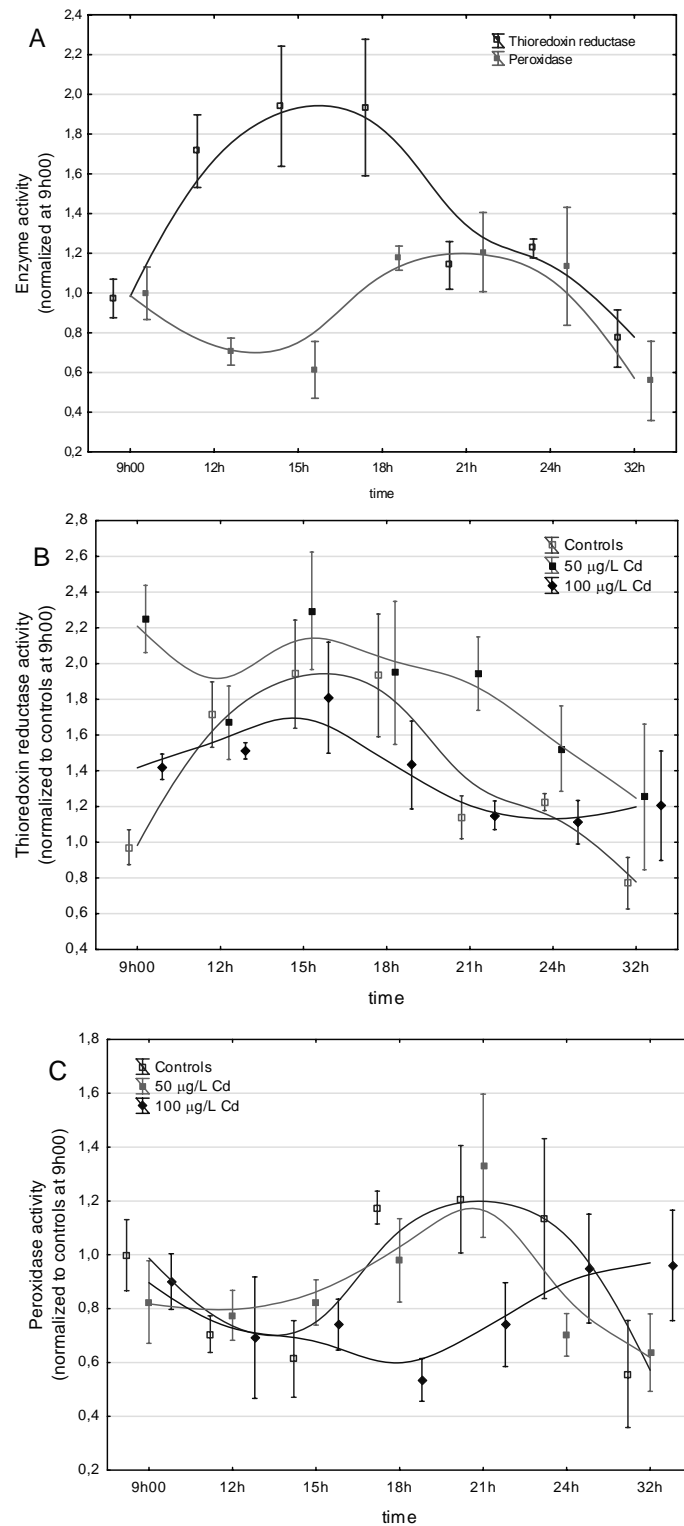 A
Thioredoxin reductase
Peroxidase
Enzyme activity
(normalized at 9h00)
2,4
2,2
2,0
1,8
1,6
1,4
1,2
1,0
0,8
0,6
0,4
0,2
9h00 12h 15h 18h 21h 24h 32h
time
B
Controls
50 µg/L Cd
100 µg/L Cd
Thioredoxin reductase activity
(normalized to controls at 9h00)
2,8
2,6
2,4
2,2
2,0
1,8
1,6
1,4
1,2
1,0
0,8
0,6
0,4
9h00 12h 15h 18h 21h 24h 32h
time
C
Controls
50 µg/L Cd
100 µg/L Cd
Peroxidase activity
(normalized to controls at 9h00)
1,8
1,6
1,4
1,2
1,0
0,8
0,6
0,4
0,2
9h00 12h 15h 18h 21h 24h 32h
time